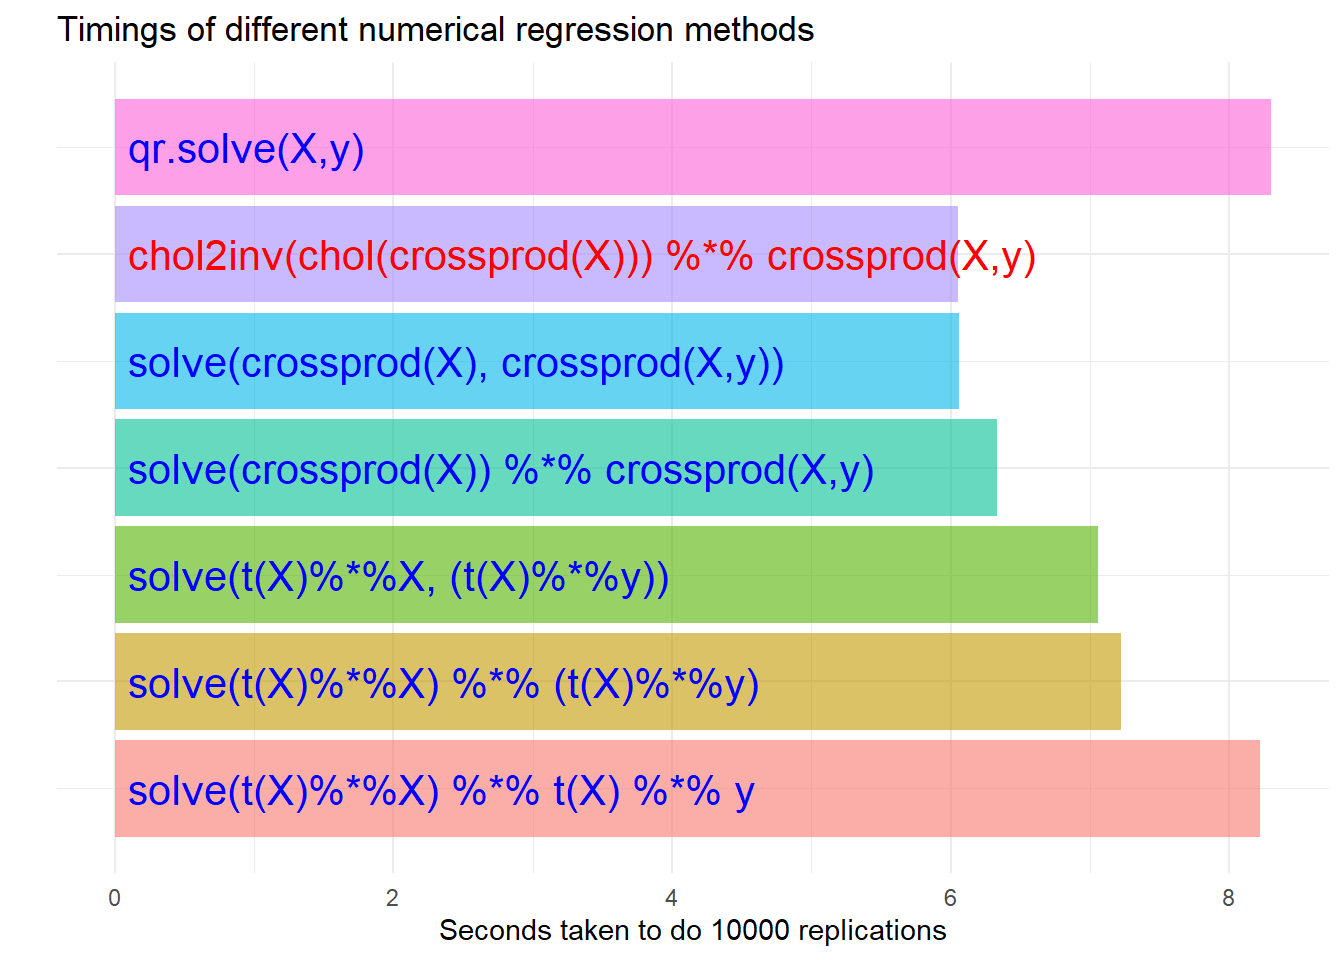 Timings of different numerical regression methods
qr.solve(X,y)
chol2inv(chol(crossprod(X))) %*% crossprod(X,y)
solve(crossprod(X), crossprod(X,y))
solve(crossprod(X)) %*% crossprod(X,y)
solve(t(X)%*%X, (t(X)%*%y))
solve(t(X)%*%X) %*% (t(X)%*%y)
solve(t(X)%*%X) %*% t(X) %*% y
0 2 4 6 8
Seconds taken to do 10000 replications